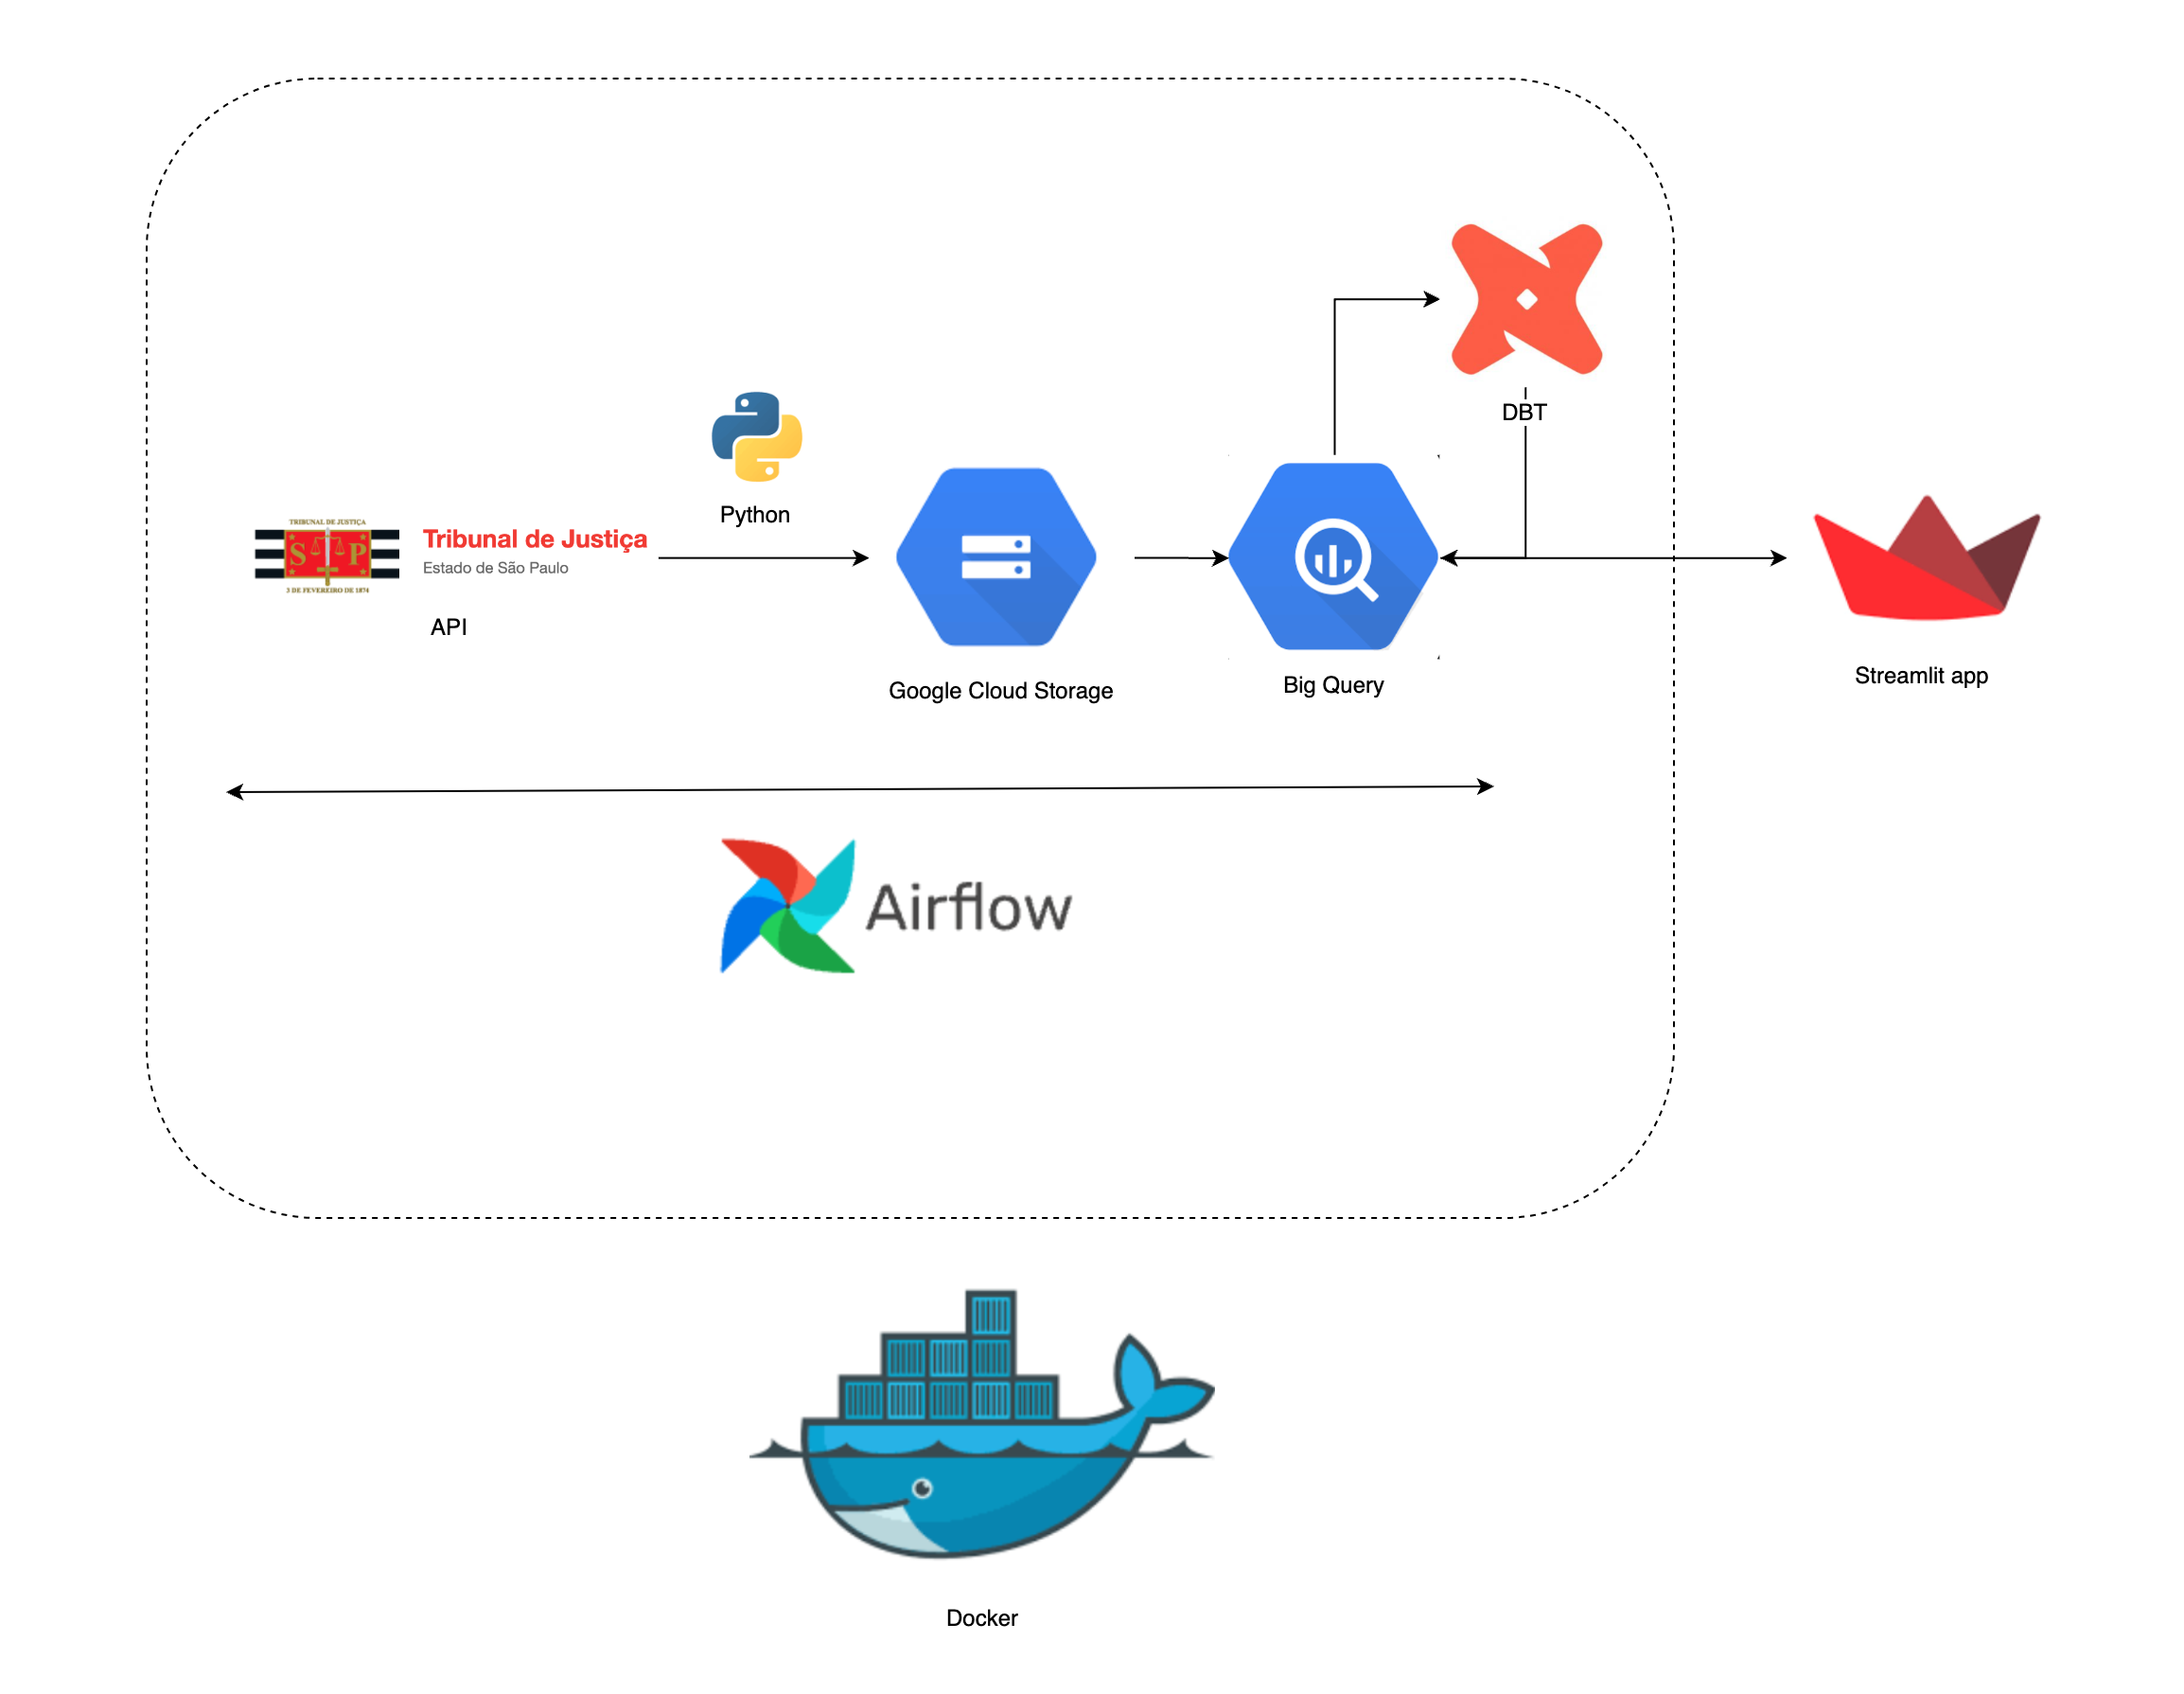 DBT
Python
TRIBUNAL DE JUSTIÇA
S P
3 DE FEVEREIRO DE 1874
Tribunal de Justiça
Estado de São Paulo
API
Google Cloud Storage
Big Query
Streamlit app
Airflow
Docker